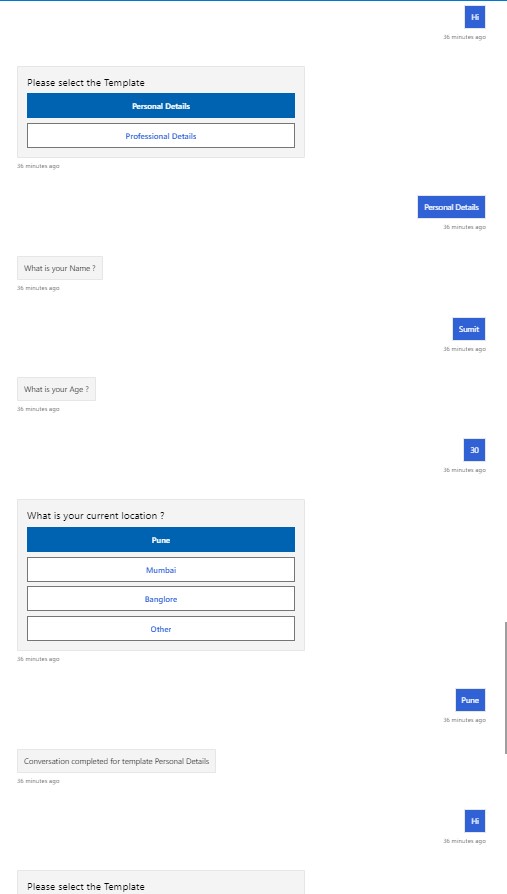 Hi
36 minutes ago
Please select the Template
Personal Details
Professional Details
36 minutes ago
Personal Details
36 minutes ago
What is your Name ?
36 minutes ago
Sumit
36 minutes ago
What is your Age ?
36 minutes ago
30
36 minutes ago
What is your current location ?
Pune
Mumbai
Banglore
Other
36 minutes ago
Pune
36 minutes ago
Conversation completed for template Personal Details
36 minutes ago
Hi
36 minutes ago
Please select the Template